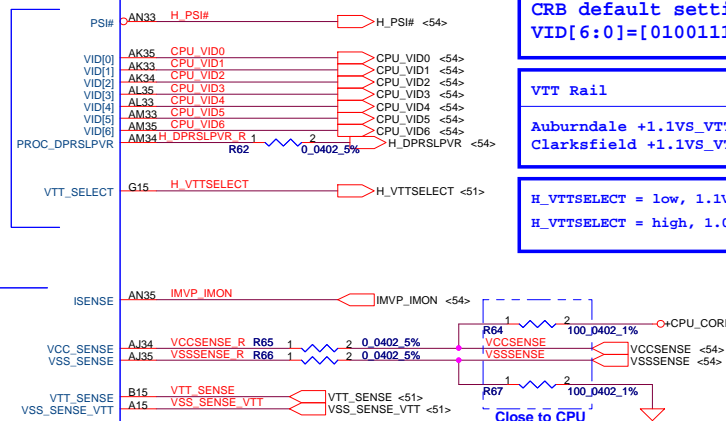 CRB default setti
VID[6:0]=[0100111
PSI# AN33 H_PSI# H_PSI# <54>
VID[0] AK35 CPU_VID0 CPU_VID0 <54>
VID[1] AK33 CPU_VID1 CPU_VID1 <54>
VID[2] AK34 CPU_VID2 CPU_VID2 <54>
VID[3] AL35 CPU_VID3 CPU_VID3 <54>
VID[4] AL33 CPU_VID4 CPU_VID4 <54>
VID[5] AM33 CPU_VID5 CPU_VID5 <54>
VID[6] AM35 CPU_VID6 CPU_VID6 <54>
PROC_DPRSLPVR AM34 H_DPRSLPVR_R 1 2 H_DPRSLPVR <54>
R62 0_0402_5%
VTT Rail
Auburndale +1.1VS_VT
Clarksfield +1.1VS_V
VTT_SELECT G15 H_VTTSELECT H_VTTSELECT <51>
H_VTTSELECT = low, 1.1V
H_VTTSELECT = high, 1.0
ISENSE AN35 IMVP_IMON IMVP_IMON <54>
R64 1 2 100_0402_1% +CPU_COR
VCC_SENSE AJ34 VCCSENSE_R R65 1 2 0_0402_5% VCCSENSE VCCSENSE <54>
VSS_SENSE AJ35 VSSSENSE_R R66 1 2 0_0402_5% VSSSENSE VSSSENSE <54>
VTT_SENSE B15 VTT_SENSE VTT_SENSE <51>
VSS_SENSE_VTT A15 VSS_SENSE_VTT VSS_SENSE_VTT <51>
R67 1 2 100_0402_1%
Close to CPU